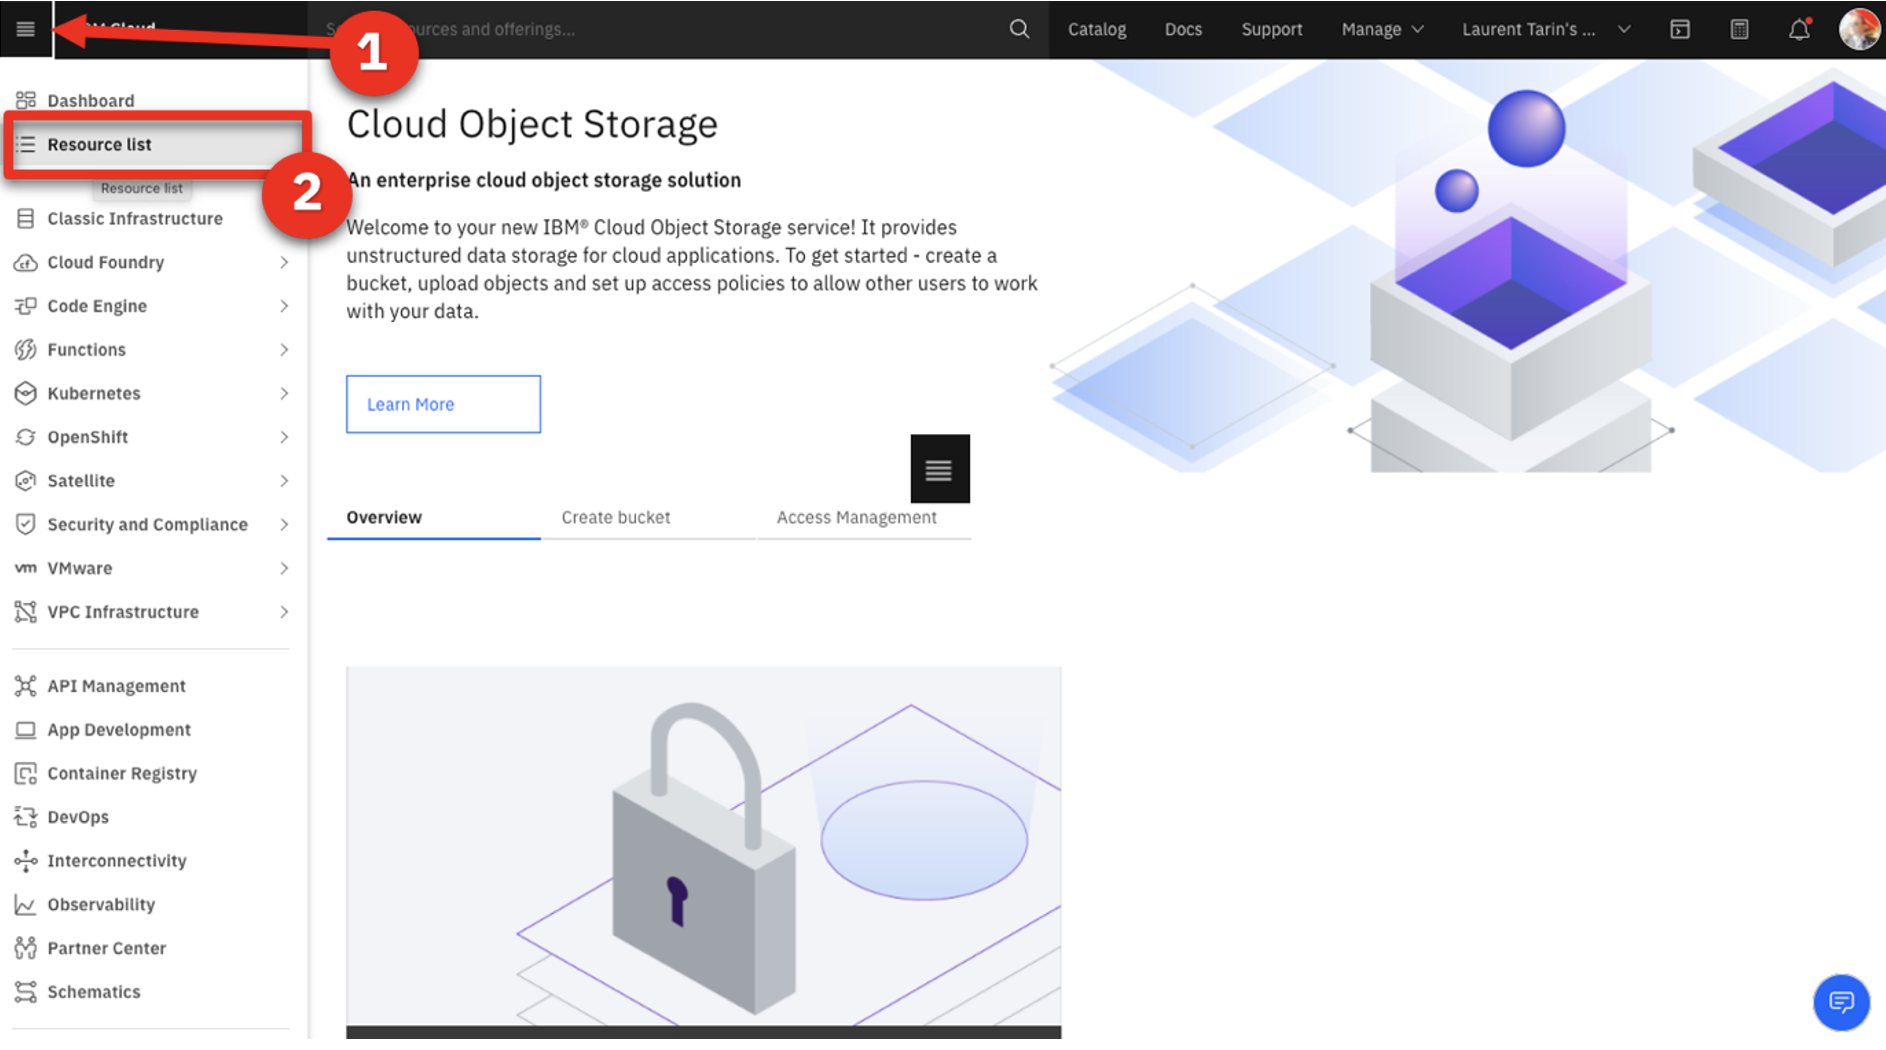 Cloud
ources and offerings...
Catalog
Docs
Support
Manage
Laurent Tarin's ...
1
Dashboard
Resource list
Resource list
2
Classic Infrastructure
Cloud Foundry
Code Engine
Functions
Kubernetes
OpenShift
Satellite
Security and Compliance
vm VMware
VPC Infrastructure
API Management
App Development
Container Registry
DevOps
Interconnectivity
Observability
Partner Center
Schematics
Cloud Object Storage
An enterprise cloud object storage solution
Welcome to your new IBM® Cloud Object Storage service! It provides
unstructured data storage for cloud applications. To get started - create a
bucket, upload objects and set up access policies to allow other users to work
with your data.
Learn More
Overview
Create bucket
Access Management